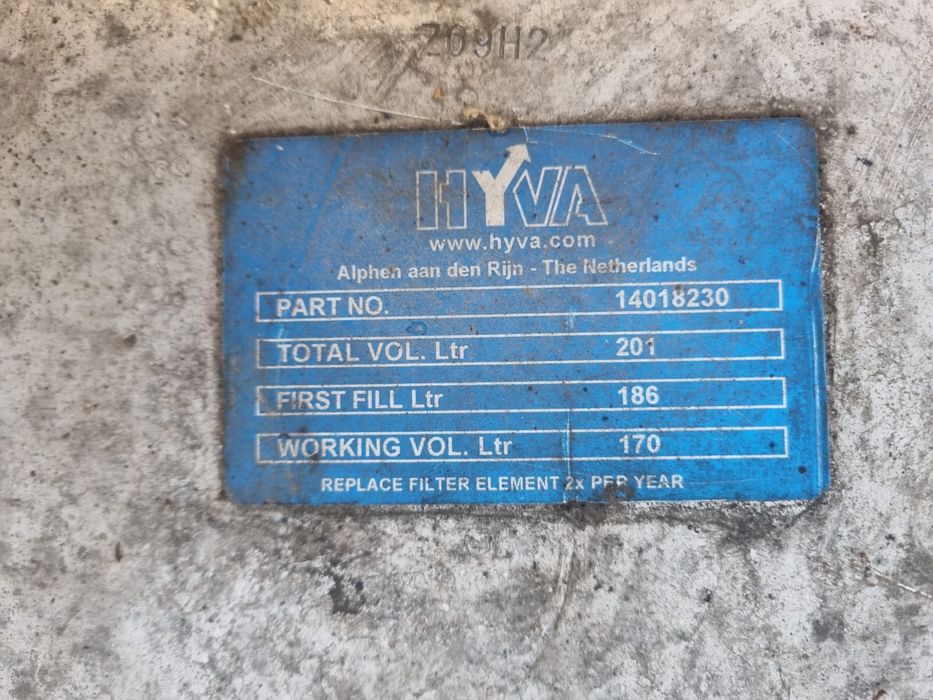 Z09H2
HYVA
www.hyva.com
Alphen aan den Rijn - The Netherlands
PART NO. 14018230
TOTAL VOL. Ltr 201
FIRST FILL Ltr 186
WORKING VOL. Ltr 170
REPLACE FILTER ELEMENT 2x PER YEAR